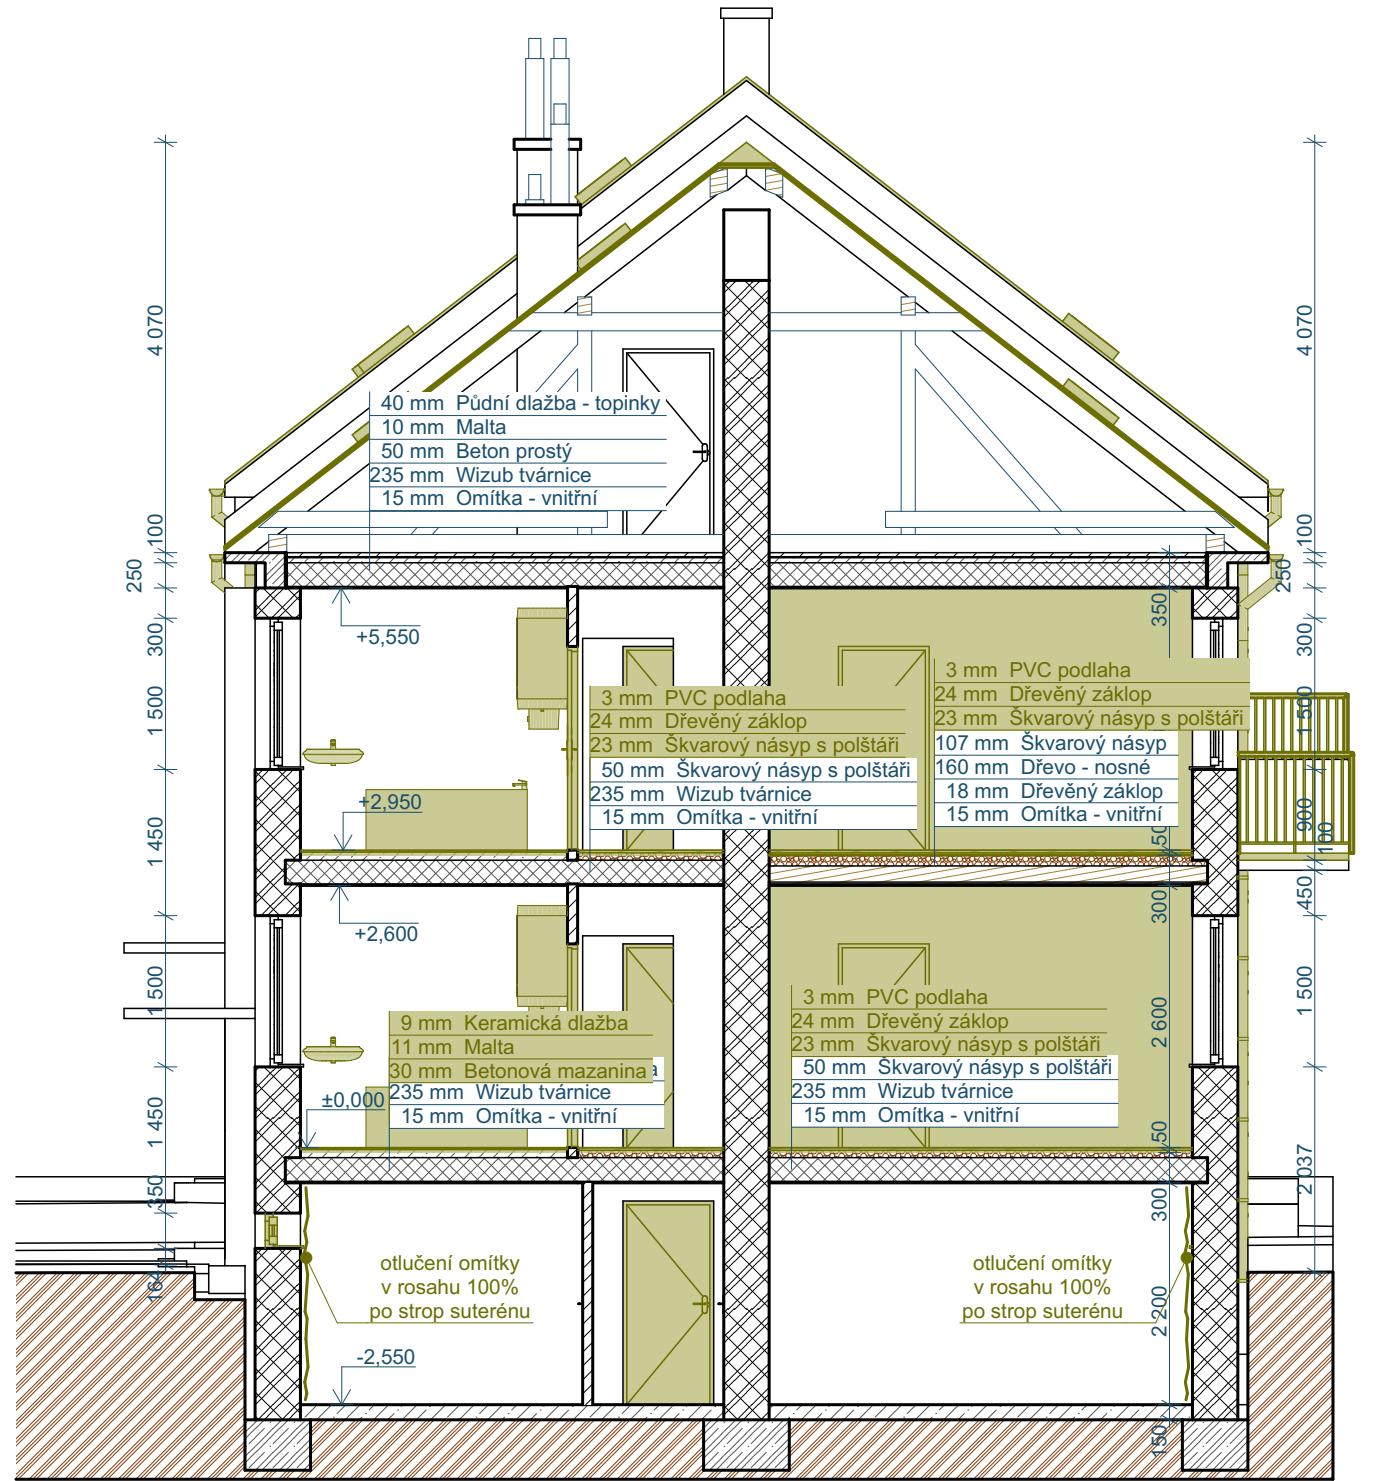 4 070
4 070
40 mm Půdní dlažba - topinky
10 mm Malta
50 mm Beton prostý
235 mm Wizub tvárnice
15 mm Omítka - vnitřní
100
100
250
250
+5,550
350
300
300
3 mm PVC podlaha
24 mm Dřevěný záklop
23 mm Škvarový násyp s polštáři
50 mm Škvarový násyp s polštáři
235 mm Wizub tvárnice
15 mm Omítka - vnitřní
3 mm PVC podlaha
24 mm Dřevěný záklop
23 mm Škvarový násyp s polštáři
107 mm Škvarový násyp
160 mm Dřevo - nosné
18 mm Dřevěný záklop
15 mm Omítka - vnitřní
1 500
1 500
+2,950
1 450
50
900
100
450
300
+2,600
1 500
1 500
2 600
9 mm Keramická dlažba
11 mm Malta
30 mm Betonová mazanina
235 mm Wizub tvárnice
15 mm Omítka - vnitřní
3 mm PVC podlaha
24 mm Dřevěný záklop
23 mm Škvarový násyp s polštáři
50 mm Škvarový násyp s polštáři
235 mm Wizub tvárnice
15 mm Omítka - vnitřní
±0,000
1 450
50
2 037
350
300
164
otlučení omítky
v rosahu 100%
po strop suterénu
otlučení omítky
v rosahu 100%
po strop suterénu
2 200
-2,550
150